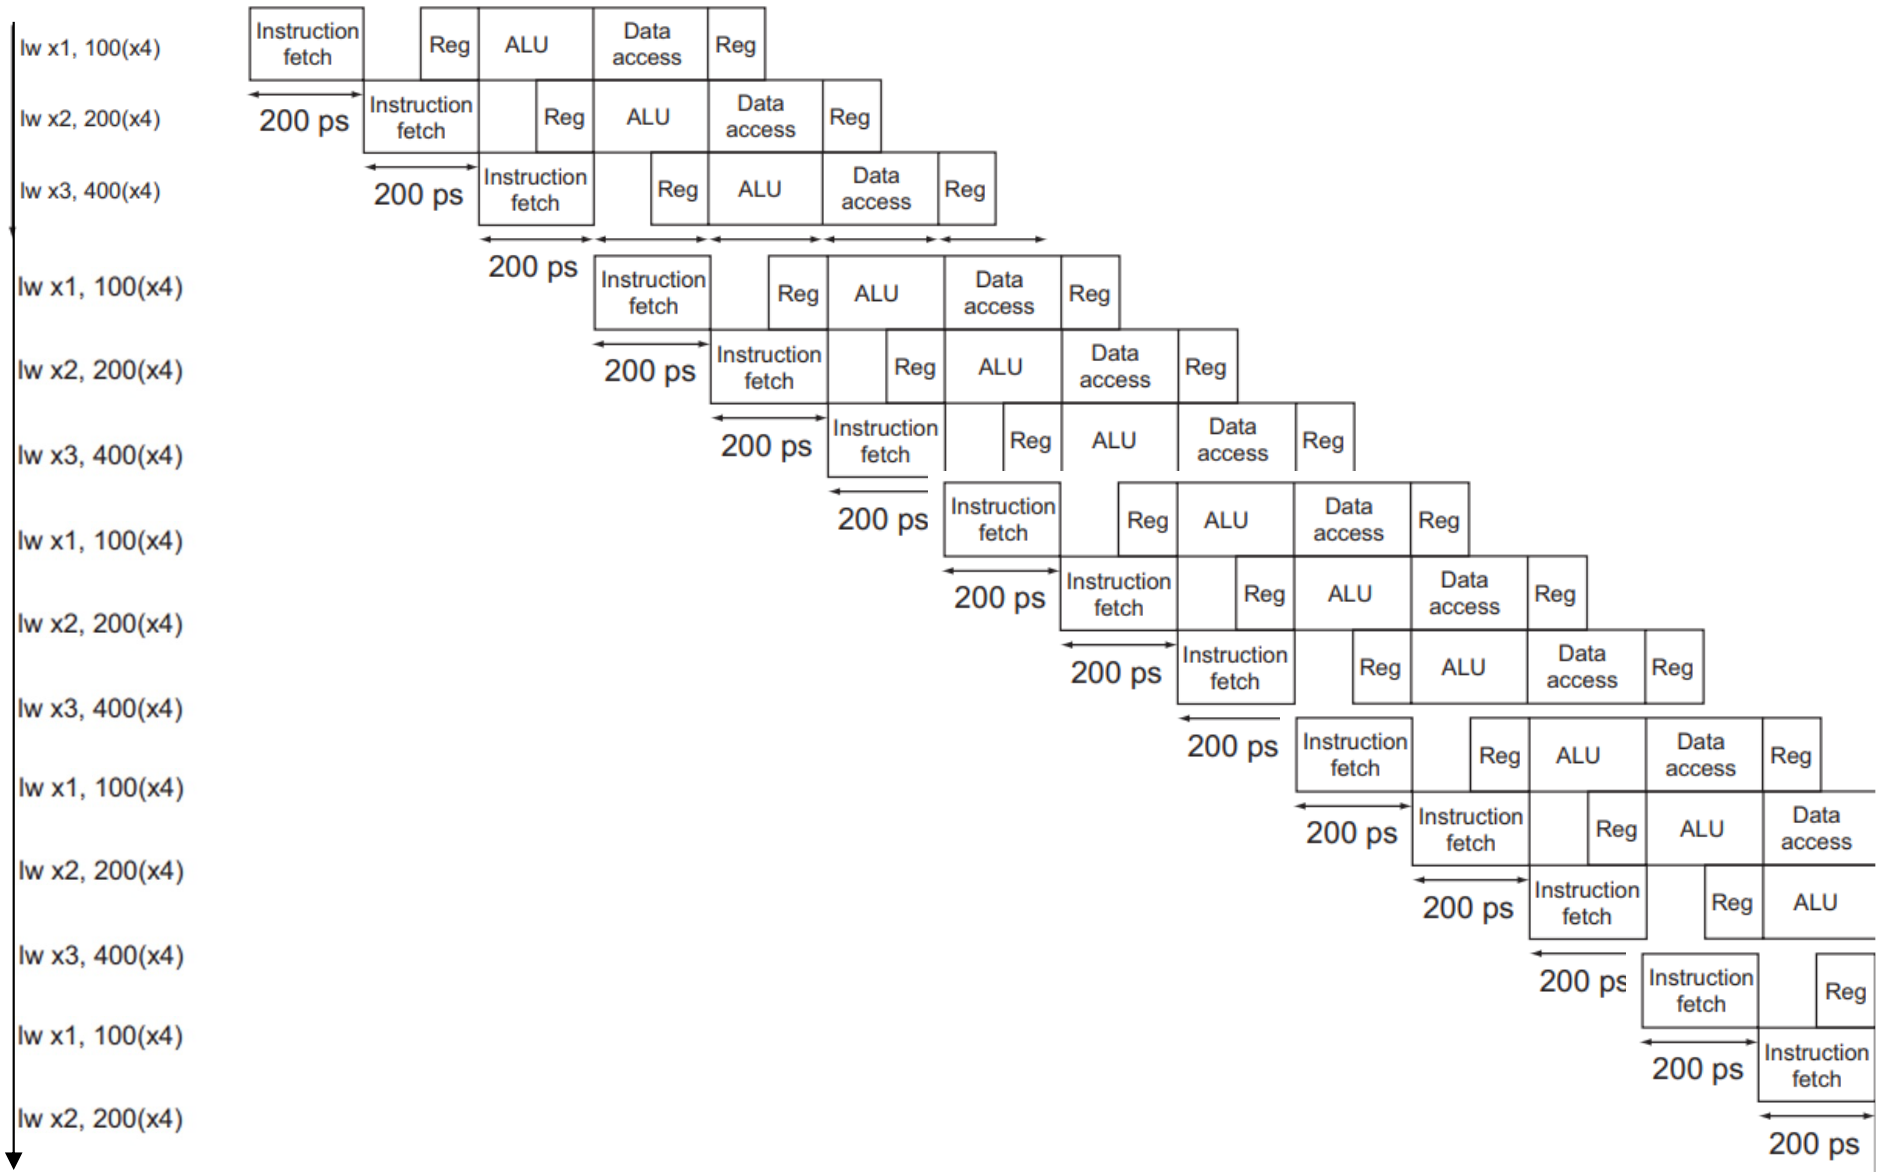 lw x1, 100(x4)
Instruction
fetch
Reg
ALU
Data
access
Reg
200 ps
lw x2, 200(x4)
Instruction
fetch
Reg
ALU
Data
access
Reg
200 ps
lw x3, 400(x4)
Instruction
fetch
Reg
ALU
Data
access
Reg
200 ps
lw x1, 100(x4)
Instruction
fetch
Reg
ALU
Data
access
Reg
200 ps
lw x2, 200(x4)
Instruction
fetch
Reg
ALU
Data
access
Reg
200 ps
lw x3, 400(x4)
Instruction
fetch
Reg
ALU
Data
access
Reg
200 ps
lw x1, 100(x4)
Instruction
fetch
Reg
ALU
Data
access
Reg
200 ps
lw x2, 200(x4)
Instruction
fetch
Reg
ALU
Data
access
Reg
200 ps
lw x3, 400(x4)
Instruction
fetch
Reg
ALU
Data
access
Reg
200 ps
lw x1, 100(x4)
Instruction
fetch
Reg
ALU
Data
access
Reg
200 ps
lw x2, 200(x4)
Instruction
fetch
Reg
ALU
Data
access
200 ps
lw x3, 400(x4)
Instruction
fetch
Reg
ALU
200 ps
lw x1, 100(x4)
Instruction
fetch
Reg
200 ps
lw x2, 200(x4)
Instruction
fetch
200 ps